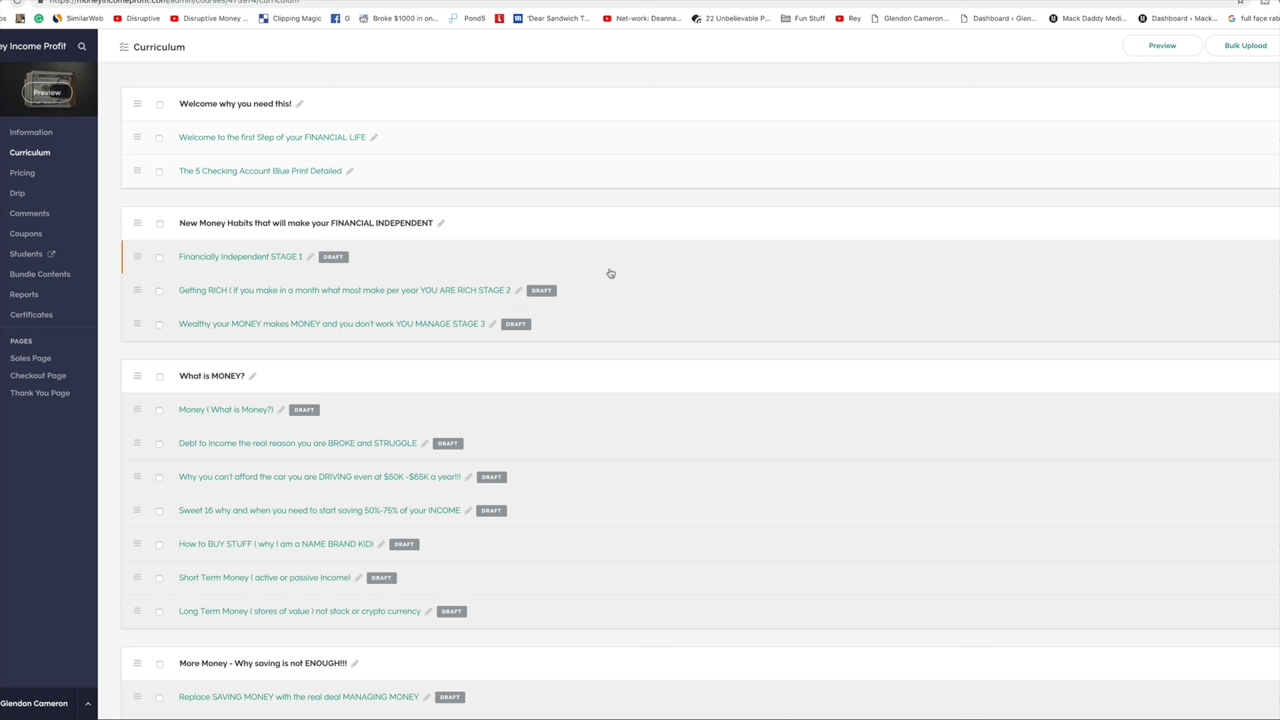 https://moneyincomeprofit.com/admin/courses/475974/curriculum
SimilarWeb Disruptive Disruptive Money ... Clipping Magic G Broke $1000 in on... Pond5 'Dear Sandwich T... Net-work: Deanna... 22 Unbelievable P... Fun Stuff Rey Glendon Cameron... Dashboard ‹ Glen... Mack Daddy Medi... Dashboard ‹ Mack... full face rab
ey Income Profit
Curriculum
Preview
Bulk Upload
Preview
Information
Curriculum
Pricing
Drip
Comments
Coupons
Students
Bundle Contents
Reports
Certificates
PAGES
Sales Page
Checkout Page
Thank You Page
Glendon Cameron
Welcome why you need this!
Welcome to the first Step of your FINANCIAL LIFE
The 5 Checking Account Blue Print Detailed
New Money Habits that will make your FINANCIAL INDEPENDENT
Financially Independent STAGE 1 DRAFT
Getting RICH ( if you make in a month what most make per year YOU ARE RICH STAGE 2 DRAFT
Wealthy your MONEY makes MONEY and you don't work YOU MANAGE STAGE 3 DRAFT
What is MONEY?
Money ( What is Money?) DRAFT
Debt to Income the real reason you are BROKE and STRUGGLE DRAFT
Why you can't afford the car you are DRIVING even at $50K -$65K a year!!! DRAFT
Sweet 16 why and when you need to start saving 50%-75% of your INCOME DRAFT
How to BUY STUFF ( why I am a NAME BRAND KID) DRAFT
Short Term Money ( active or passive Income) DRAFT
Long Term Money ( stores of value ) not stock or crypto currency DRAFT
More Money - Why saving is not ENOUGH!!!
Replace SAVING MONEY with the real deal MANAGING MONEY DRAFT